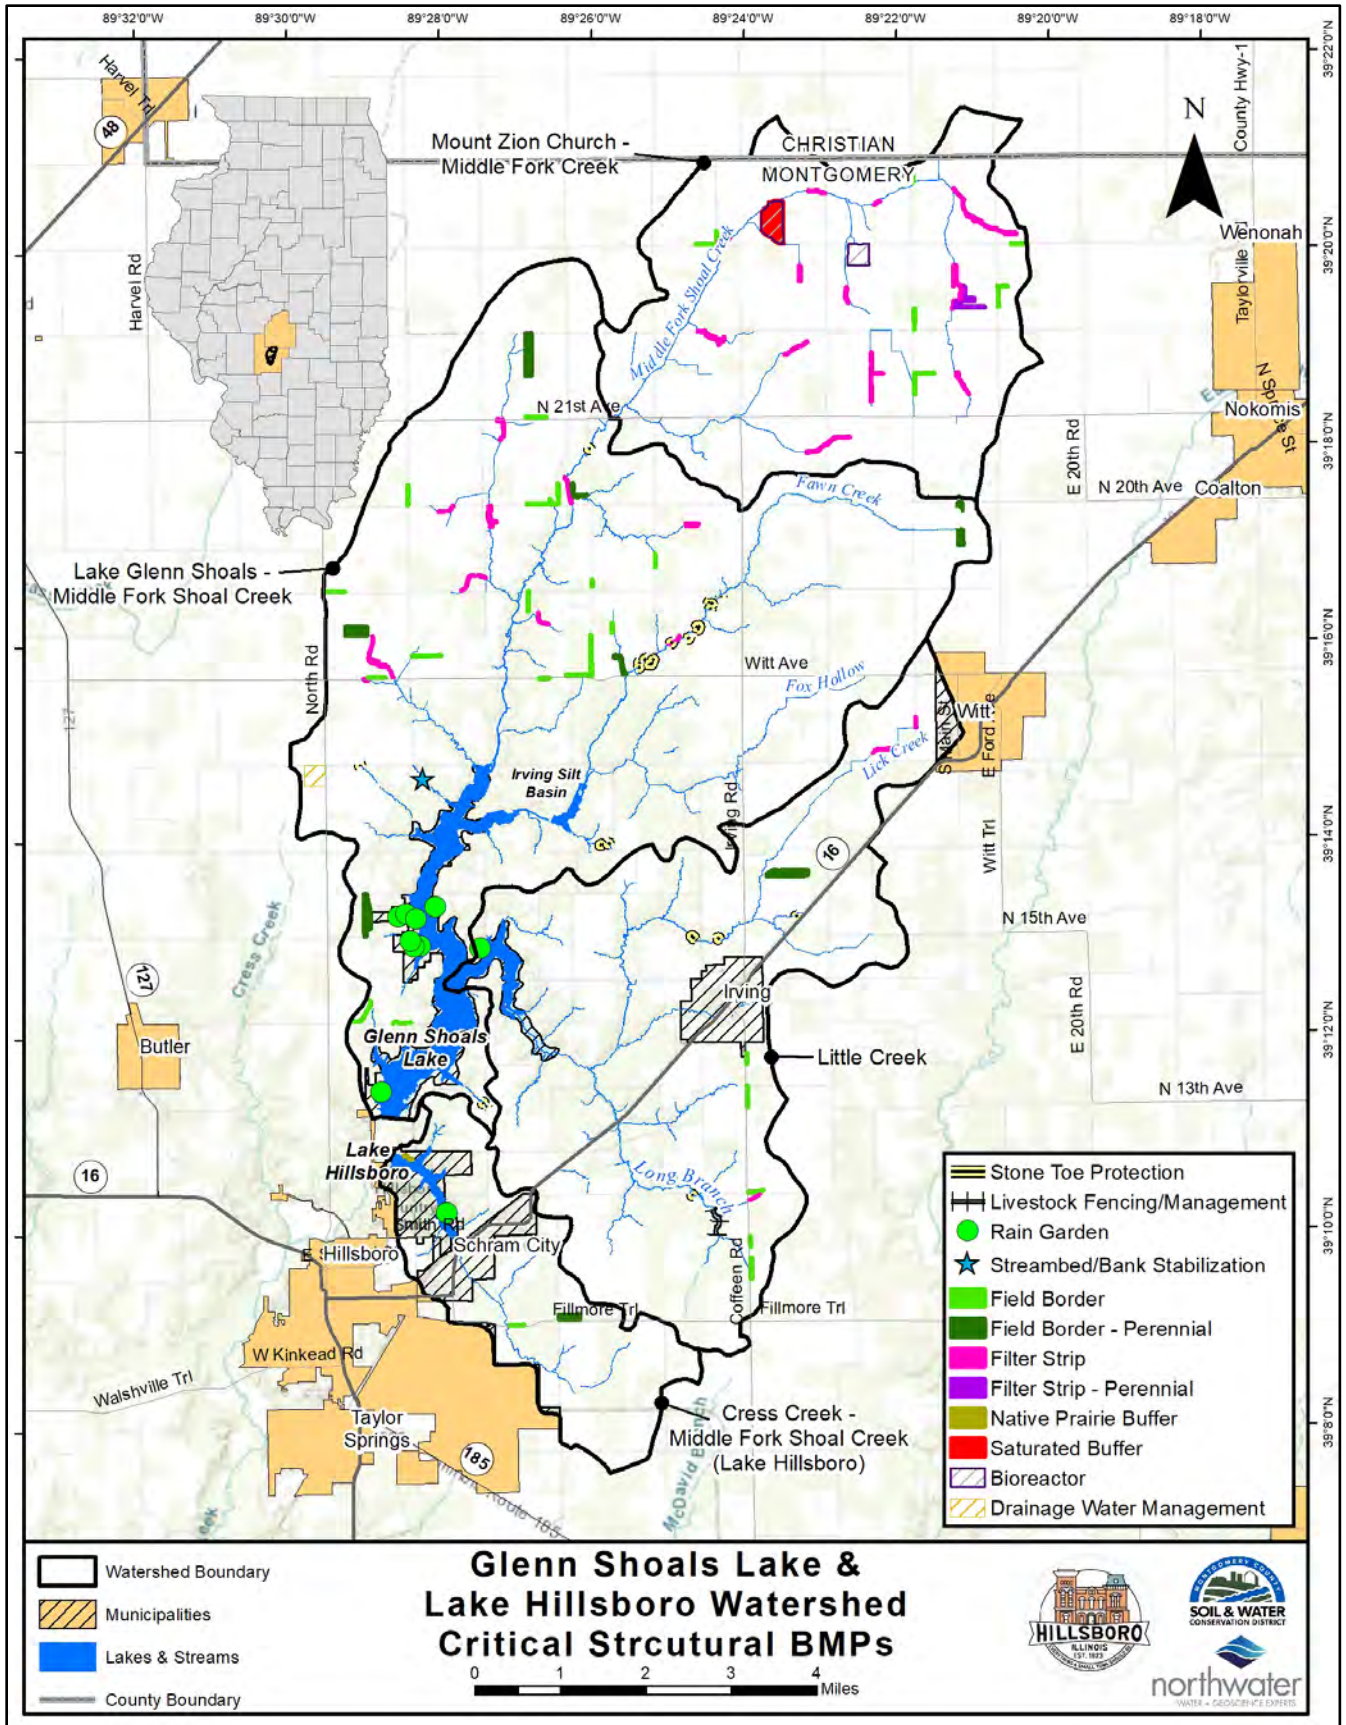 89°32'0"W
89°30'0"W
89°28'0"W
89°26'0"W
89°24'0"W
89°22'0"W
89°20'0"W
89°18'0"W
39°22'0"N
39°20'0"N
39°18'0"N
39°16'0"N
39°14'0"N
39°12'0"N
39°10'0"N
39°8'0"N
Harvel Trl
48
Harvel Rd
Mount Zion Church -
Middle Fork Creek
CHRISTIAN
MONTGOMERY
County Hwy-1
N
Wenonah
Taylorville
Middle Fork Shoal Creek
N 21st Ave
E 20th Rd
Nokomis
N Spruce St
N 20th Ave
Coalton
Fawn Creek
Lake Glenn Shoals -
Middle Fork Shoal Creek
North Rd
Witt Ave
Fox Hollow
Witt
S Main St
E Ford Ave
Lick Creek
127
Irving Silt
Basin
Irving Rd
16
Witt Trl
N 15th Ave
Cress Creek
127
Butler
Irving
E 20th Rd
Glenn Shoals
Lake
Little Creek
N 13th Ave
Lake
Hillsboro
16
Long Branch
Smith Rd
Schram City
Hillsboro
Coffeen Rd
Fillmore Trl
Fillmore Trl
W Kinkead Rd
Walshville Trl
Taylor
Springs
185
McDavid Branch
Cress Creek -
Middle Fork Shoal Creek
(Lake Hillsboro)
Stone Toe Protection
Livestock Fencing/Management
Rain Garden
Streambed/Bank Stabilization
Field Border
Field Border - Perennial
Filter Strip
Filter Strip - Perennial
Native Prairie Buffer
Saturated Buffer
Bioreactor
Drainage Water Management
Watershed Boundary
Municipalities
Lakes & Streams
County Boundary
Glenn Shoals Lake &
Lake Hillsboro Watershed
Critical Strcutural BMPs
0 1 2 3 4
Miles
HILLSBORO
ILLINOIS
EST. 1823
MONTGOMERY COUNTY
SOIL & WATER
CONSERVATION DISTRICT
northwater
WATER + GEOSCIENCE EXPERTS